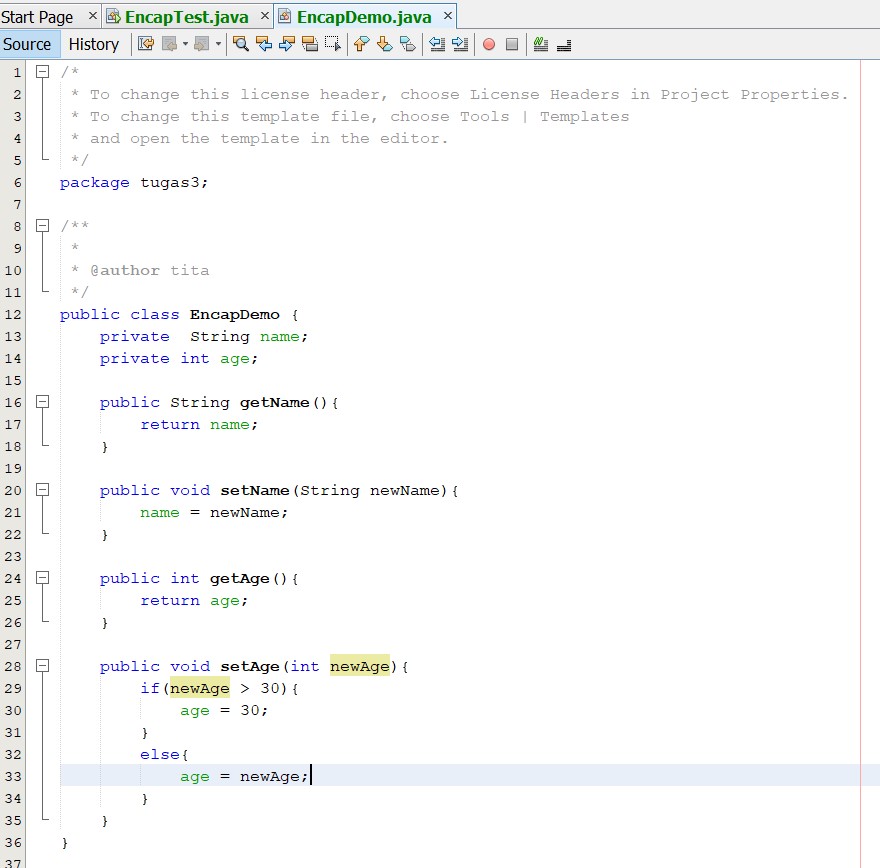 Start Page × EncapTest.java × EncapDemo.java ×
Source History
1 /*
2  * To change this license header, choose License Headers in Project Properties.
3  * To change this template file, choose Tools | Templates
4  * and open the template in the editor.
5  */
6 package tugas3;
7
8 /**
9  *
10  * @author tita
11  */
12 public class EncapDemo {
13     private  String name;
14     private int age;
15
16     public String getName(){
17         return name;
18     }
19
20     public void setName(String newName){
21         name = newName;
22     }
23
24     public int getAge(){
25         return age;
26     }
27
28     public void setAge(int newAge){
29         if(newAge > 30){
30             age = 30;
31         }
32         else{
33             age = newAge;
34         }
35     }
36 }
37